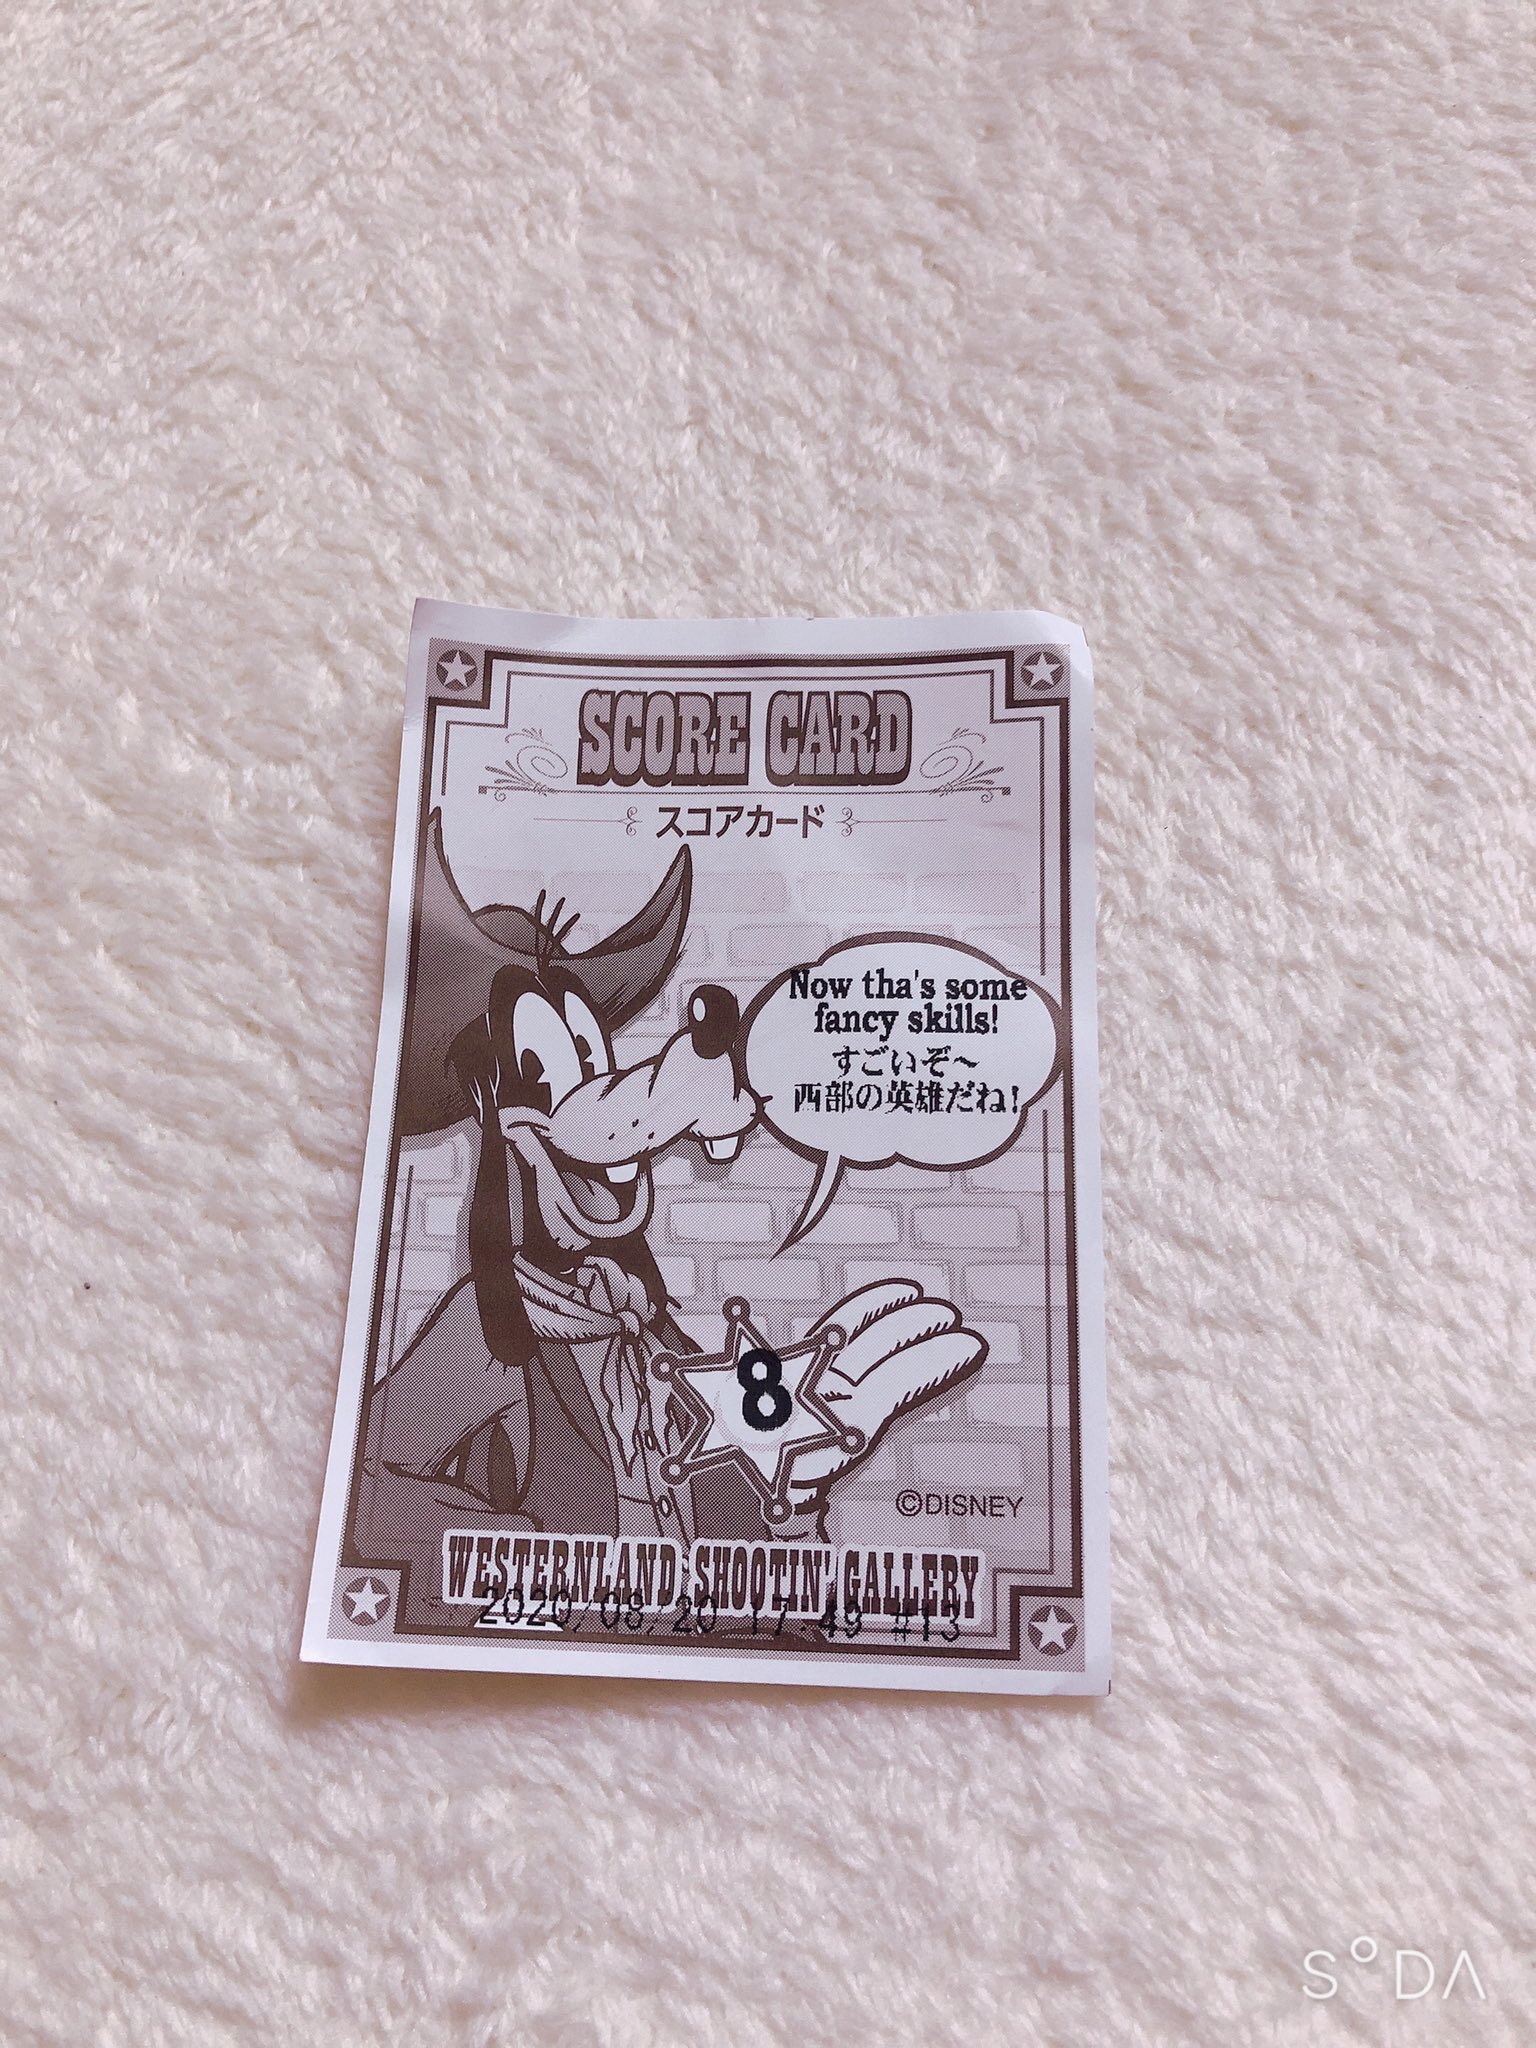 SCORE CARD
スコアカード
Now tha's some
fancy skills!
すごいぞ〜
西部の英雄だね!
8
©DISNEY
WESTERNLAND SHOOTIN' GALLERY
2020/08/20 17:49 #13
SODA